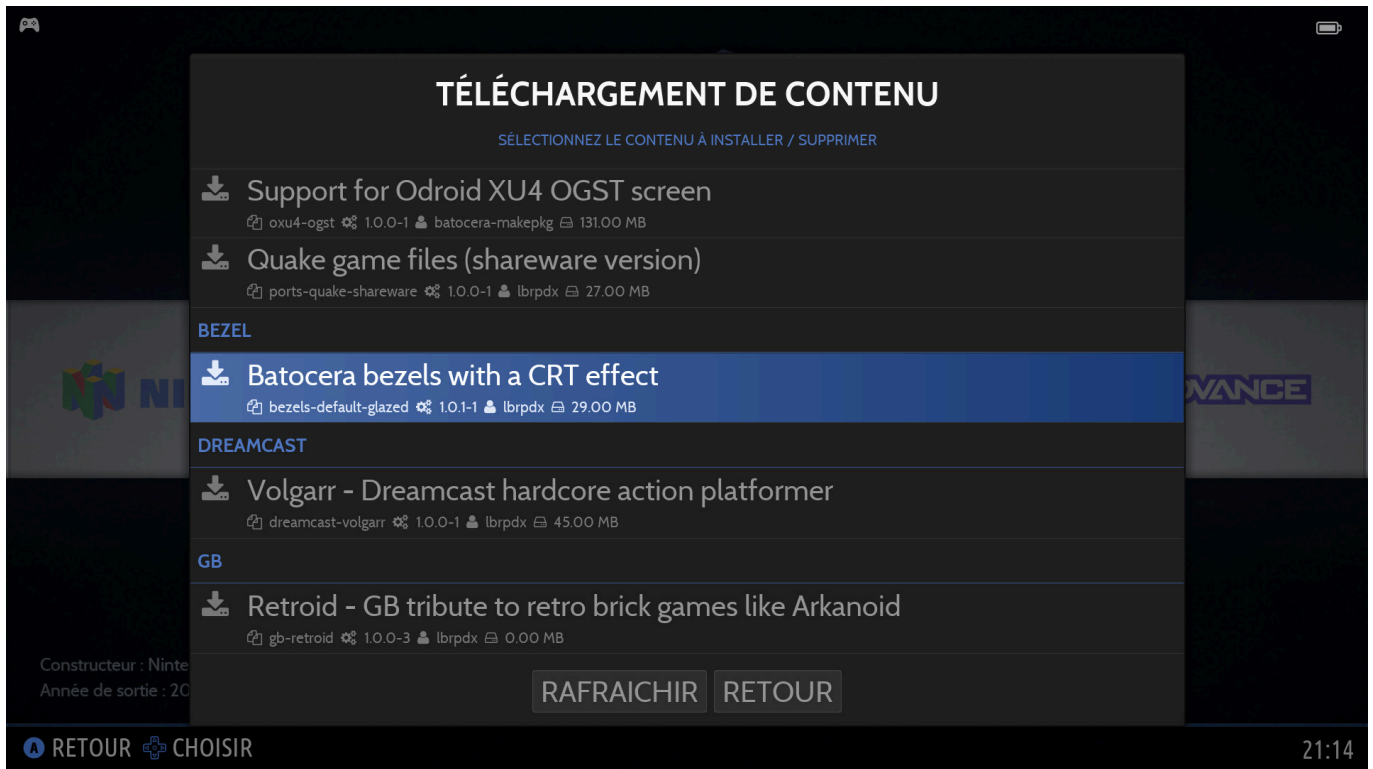 TÉLÉCHARGEMENT DE CONTENU
SÉLECTIONNEZ LE CONTENU À INSTALLER / SUPPRIMER
Support for Odroid XU4 OGST screen
oxu4-ogst 1.0.0-1 batocera-makepkg 131.00 MB
Quake game files (shareware version)
ports-quake-shareware 1.0.0-1 lbrpdx 27.00 MB
BEZEL
Batocera bezels with a CRT effect
bezels-default-glazed 1.0.1-1 lbrpdx 29.00 MB
NI
VANCE
DREAMCAST
Volgarr - Dreamcast hardcore action platformer
dreamcast-volgarr 1.0.0-1 lbrpdx 45.00 MB
GB
Retroid - GB tribute to retro brick games like Arkanoid
gb-retroid 1.0.0-3 lbrpdx 0.00 MB
Constructeur : Ninte
Année de sortie : 20
RAFRAICHIR RETOUR
A RETOUR CHOISIR
21:14